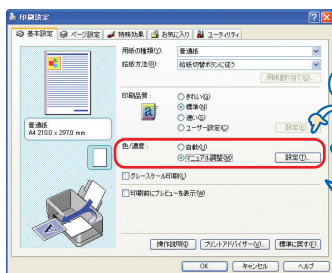 印刷設定
基本設定 ページ設定 特殊効果 お気に入り ユーティリティ
用紙の種類(Y): 普通紙
給紙方法(P): 給紙切替ボタンに従う
用紙割り当て(Q)...
印刷品質: きれい(G)
標準(N)
速い(S)
ユーザー設定(C) 設定(E)...
普通紙
A4 210.0 x 297.0 mm
色/濃度: 自動(U)
マニュアル調整(M) 設定(T)...
グレースケール印刷(L)
印刷前にプレビューを表示(W)
操作説明(I) プリントアドバイザー(V)... 標準に戻す(F)
OK キャンセル ヘルプ